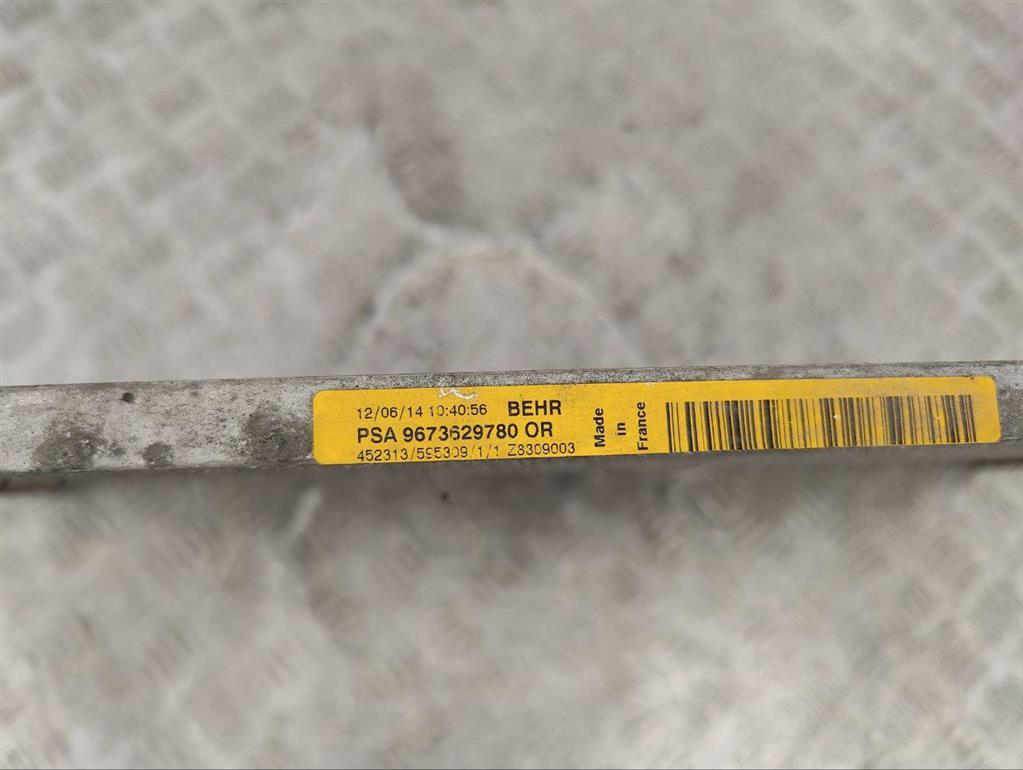 12/06/14 10:40:56 BEHR
PSA 9673629780 OR
452313/595309/1/1 Z8309003
Made
in
France